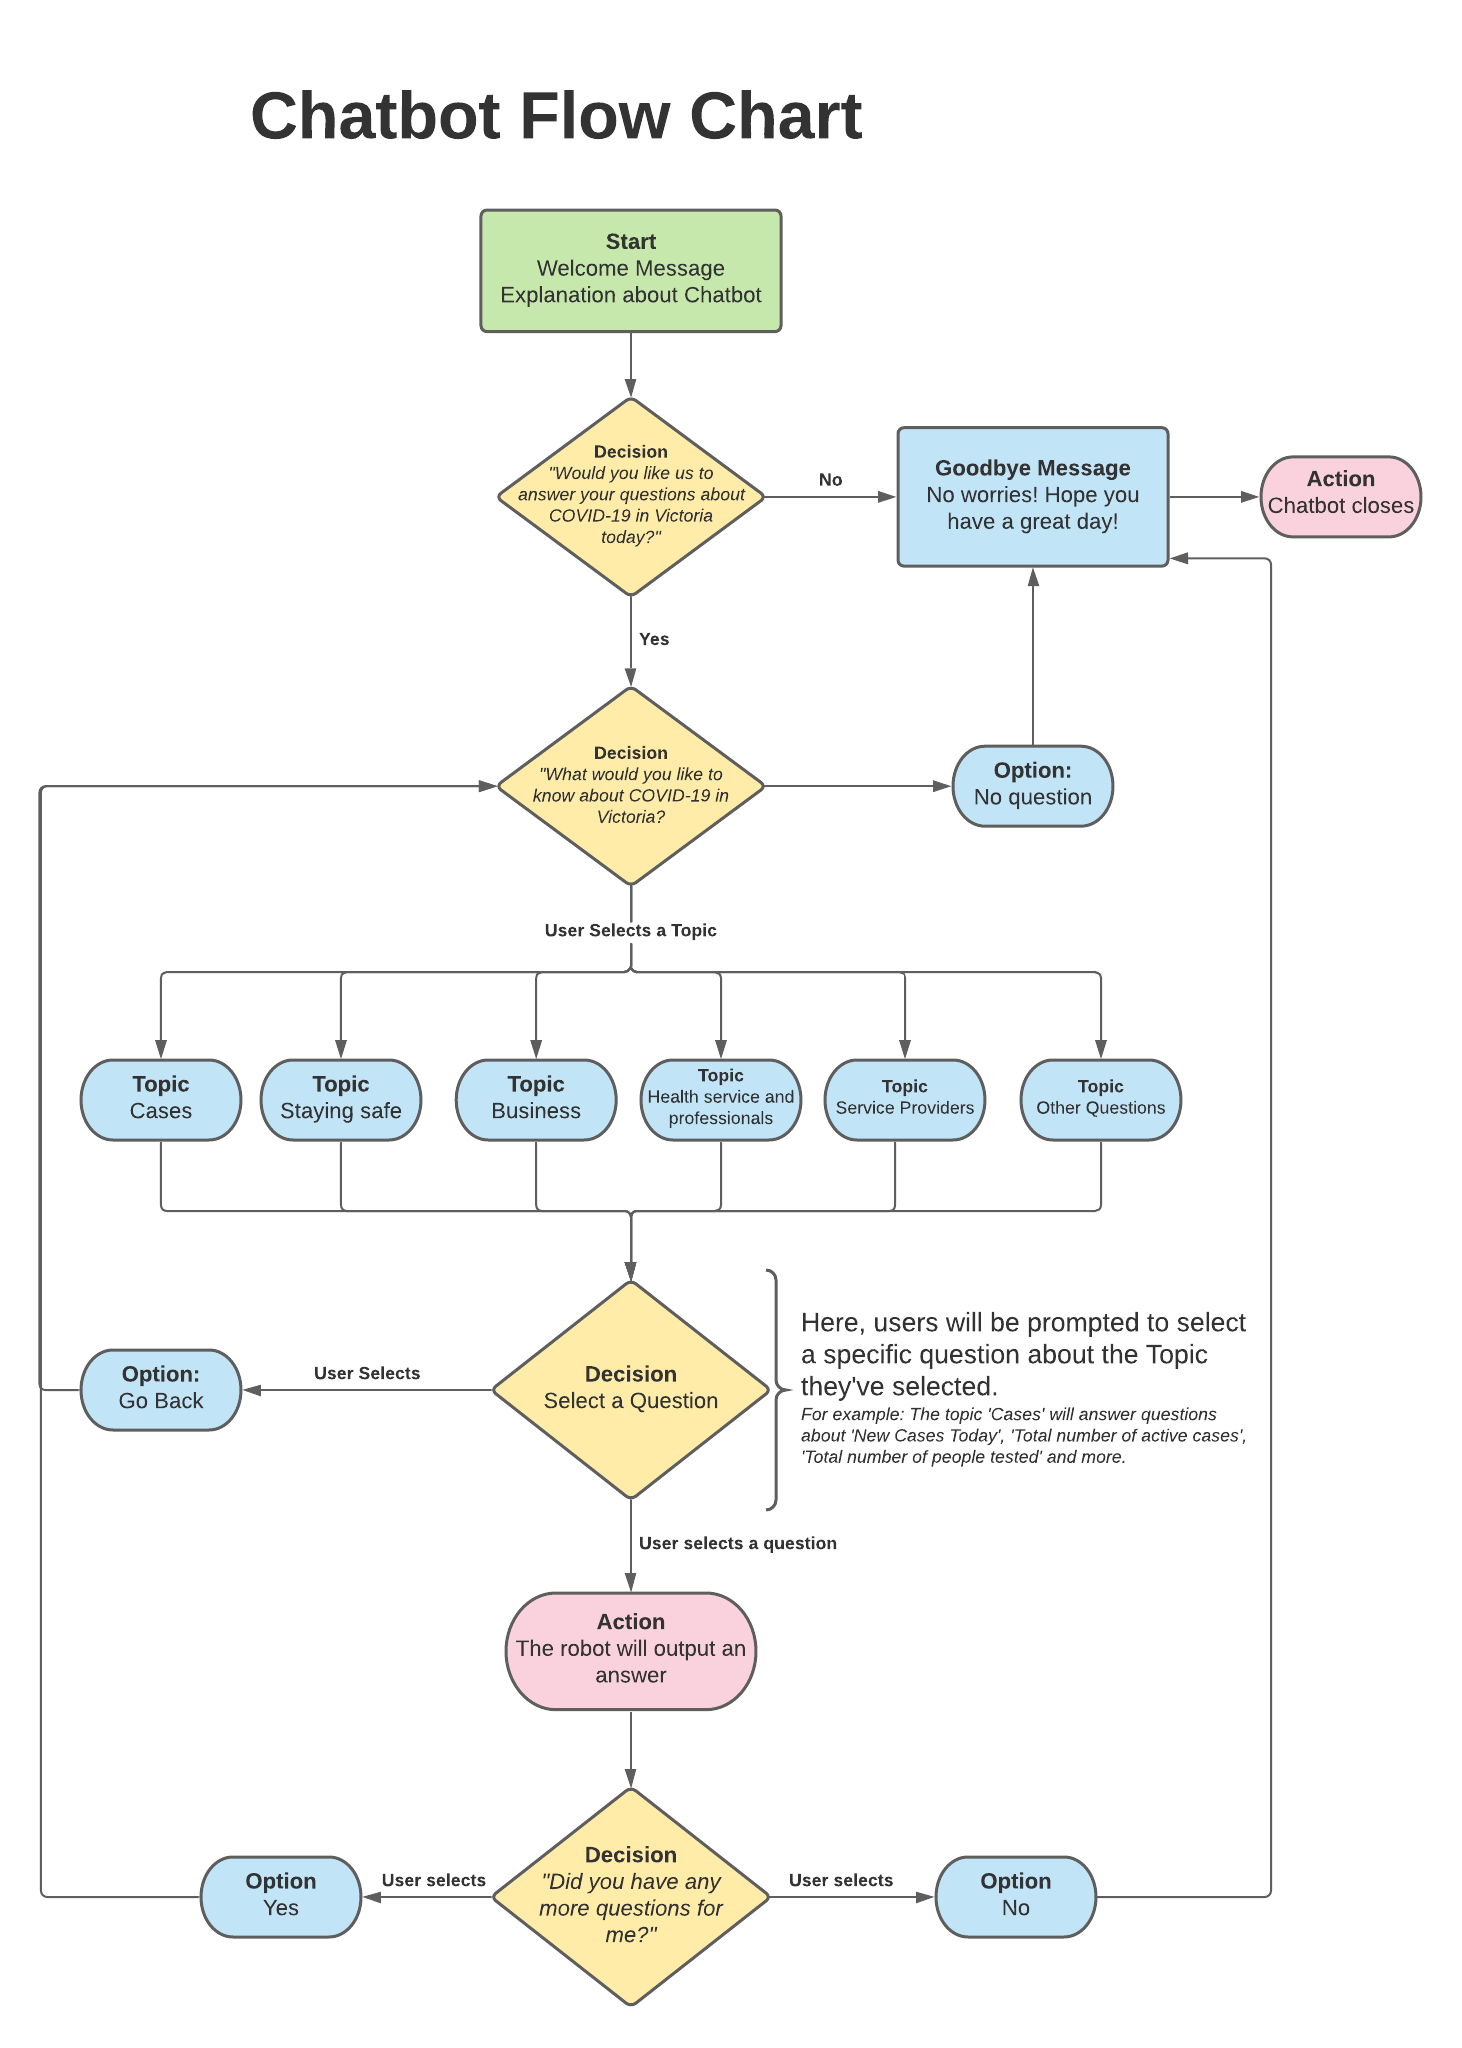 Chatbot Flow Chart
Start
Welcome Message
Explanation about Chatbot
Decision
"Would you like us to
answer your questions about
COVID-19 in Victoria
today?"
No
Goodbye Message
No worries! Hope you
have a great day!
Action
Chatbot closes
Yes
Decision
"What would you like to
know about COVID-19 in
Victoria?
Option:
No question
User Selects a Topic
Topic
Cases
Topic
Staying safe
Topic
Business
Topic
Health service and
professionals
Topic
Service Providers
Topic
Other Questions
Option:
Go Back
User Selects
Decision
Select a Question
Here, users will be prompted to select
a specific question about the Topic
they've selected.
For example: The topic 'Cases' will answer questions
about 'New Cases Today', 'Total number of active cases',
'Total number of people tested' and more.
User selects a question
Action
The robot will output an
answer
Option
Yes
User selects
Decision
"Did you have any
more questions for
me?"
User selects
Option
No